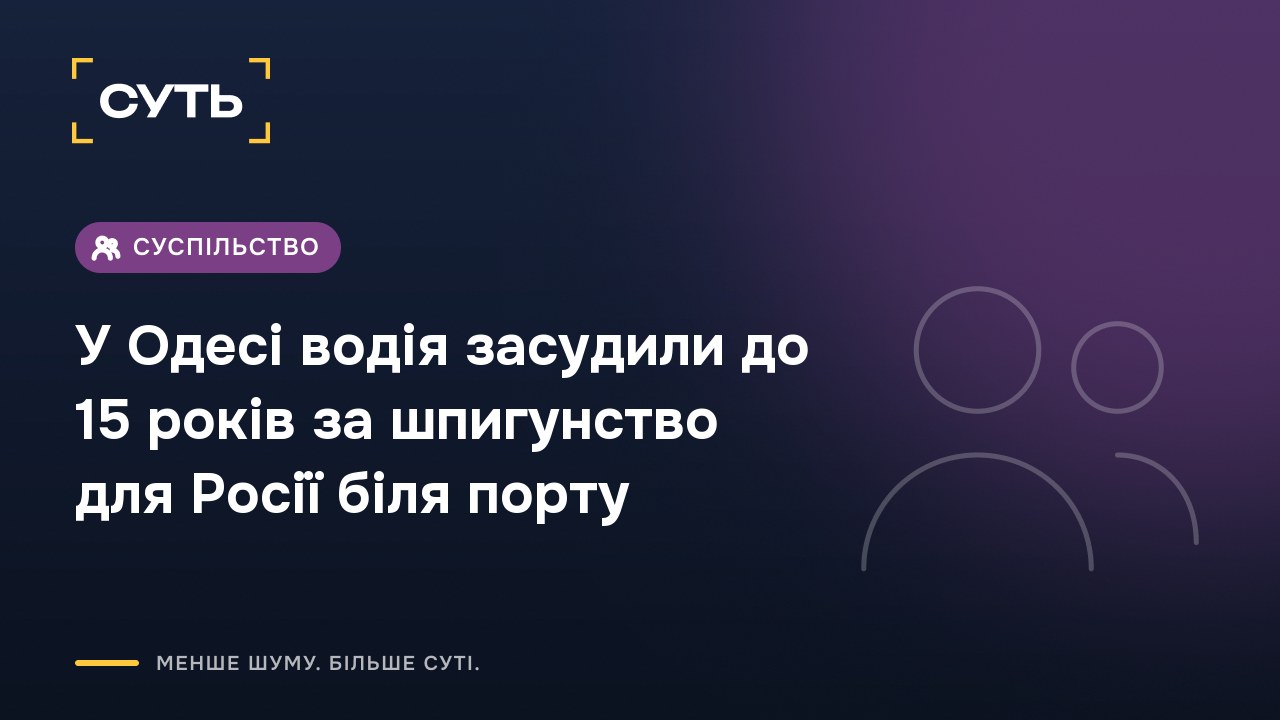 СУТЬ
СУСПІЛЬСТВО
У Одесі водія засудили до
15 років за шпигунство
для Росії біля порту
МЕНШЕ ШУМУ. БІЛЬШЕ СУТІ.